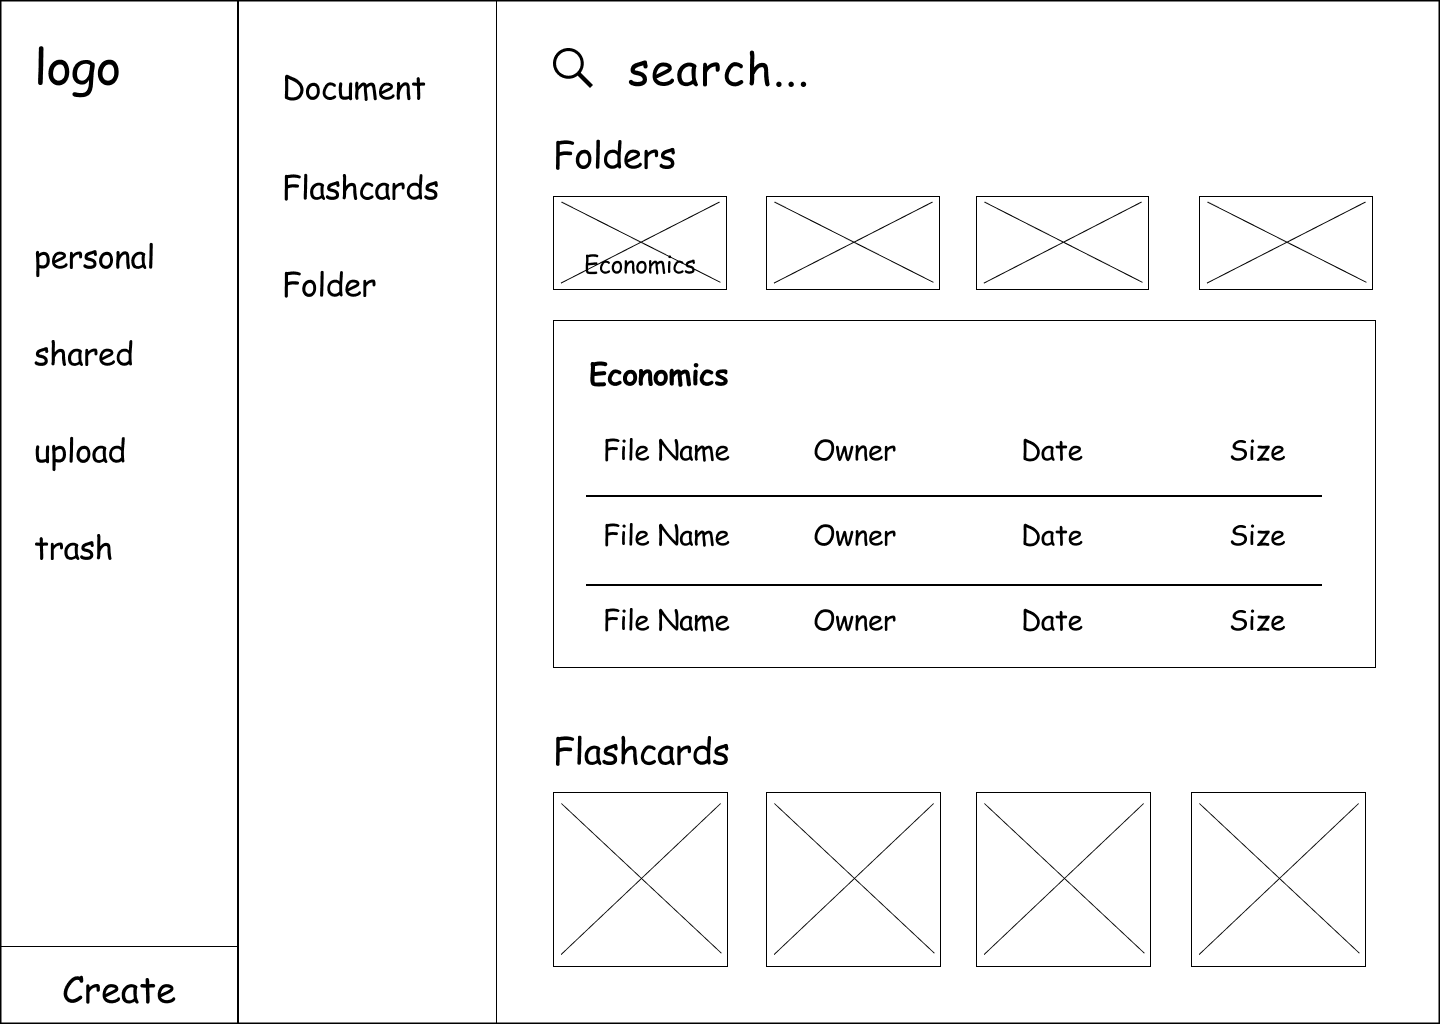 logo
personal
shared
upload
trash
Create
Document
Flashcards
Folder
search...
Folders
Economics
Economics
File Name Owner Date Size
File Name Owner Date Size
File Name Owner Date Size
Flashcards